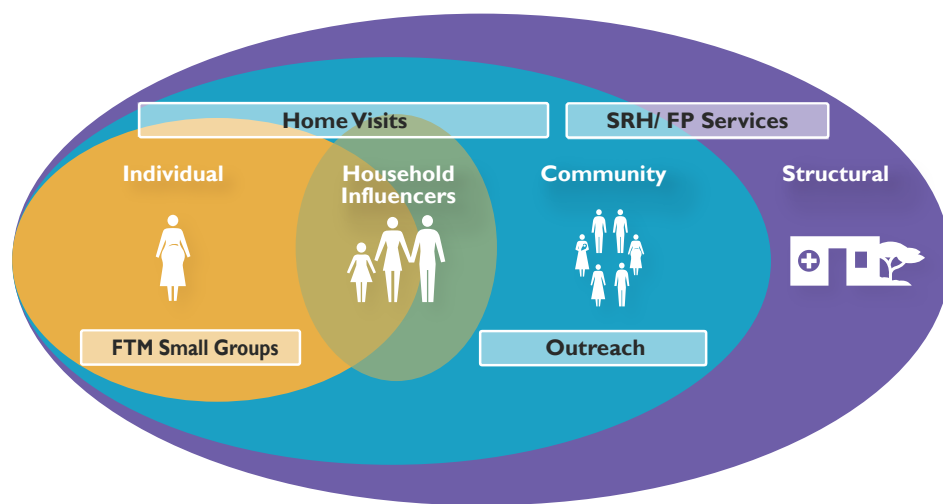 Home Visits
SRH/ FP Services
Individual
Household
Influencers
Community
Structural
FTM Small Groups
Outreach